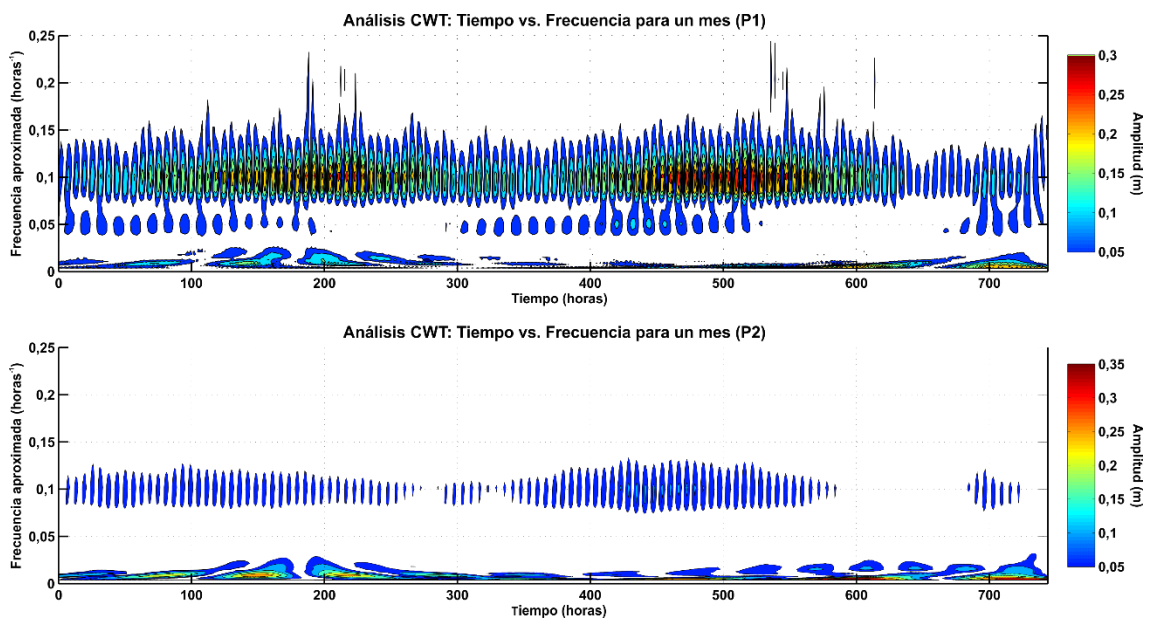 Análisis CWT: Tiempo vs. Frecuencia para un mes (P1)
Frecuencia aproximada (horas⁻¹)
0,25
0,2
0,15
0,1
0,05
0
0 100 200 300 400 500 600 700
Tiempo (horas)
0,3
0,25
0,2
0,15
0,1
0,05
Amplitud (m)
Análisis CWT: Tiempo vs. Frecuencia para un mes (P2)
Frecuencia aproximada (horas⁻¹)
0,25
0,2
0,15
0,1
0,05
0
0 100 200 300 400 500 600 700
Tiempo (horas)
0,35
0,3
0,25
0,2
0,15
0,1
0,05
Amplitud (m)